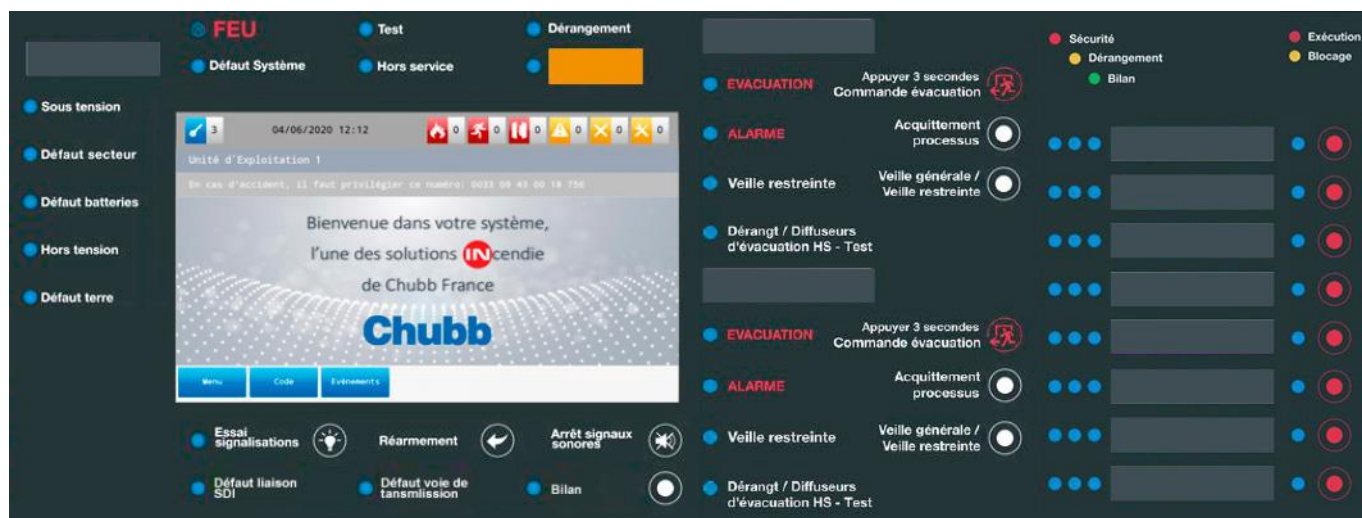 FEU
Test
Dérangement
Défaut Système
Hors service
Sous tension
Défaut secteur
Défaut batteries
Hors tension
Défaut terre
3
04/06/2020 12:12
0
0
0
0
0
0
Unité d'Exploitation 1
En cas d'accident, il faut privilégier ce numéro: 0033 09 43 00 18 756
Bienvenue dans votre système,
l'une des solutions INcendie
de Chubb France
Chubb
Menu
Code
Evénements
Essai
signalisations
Réarmement
Arrêt signaux
sonores
Défaut liaison
SDI
Défaut voie de
tansmlission
Bilan
EVACUATION
Appuyer 3 secondes
Commande évacuation
ALARME
Acquittement
processus
Veille restreinte
Veille générale /
Veille restreinte
Dérangt / Diffuseurs
d'évacuation HS - Test
EVACUATION
Appuyer 3 secondes
Commande évacuation
ALARME
Acquittement
processus
Veille restreinte
Veille générale /
Veille restreinte
Dérangt / Diffuseurs
d'évacuation HS - Test
Sécurité
Dérangement
Bilan
Exécution
Blocage